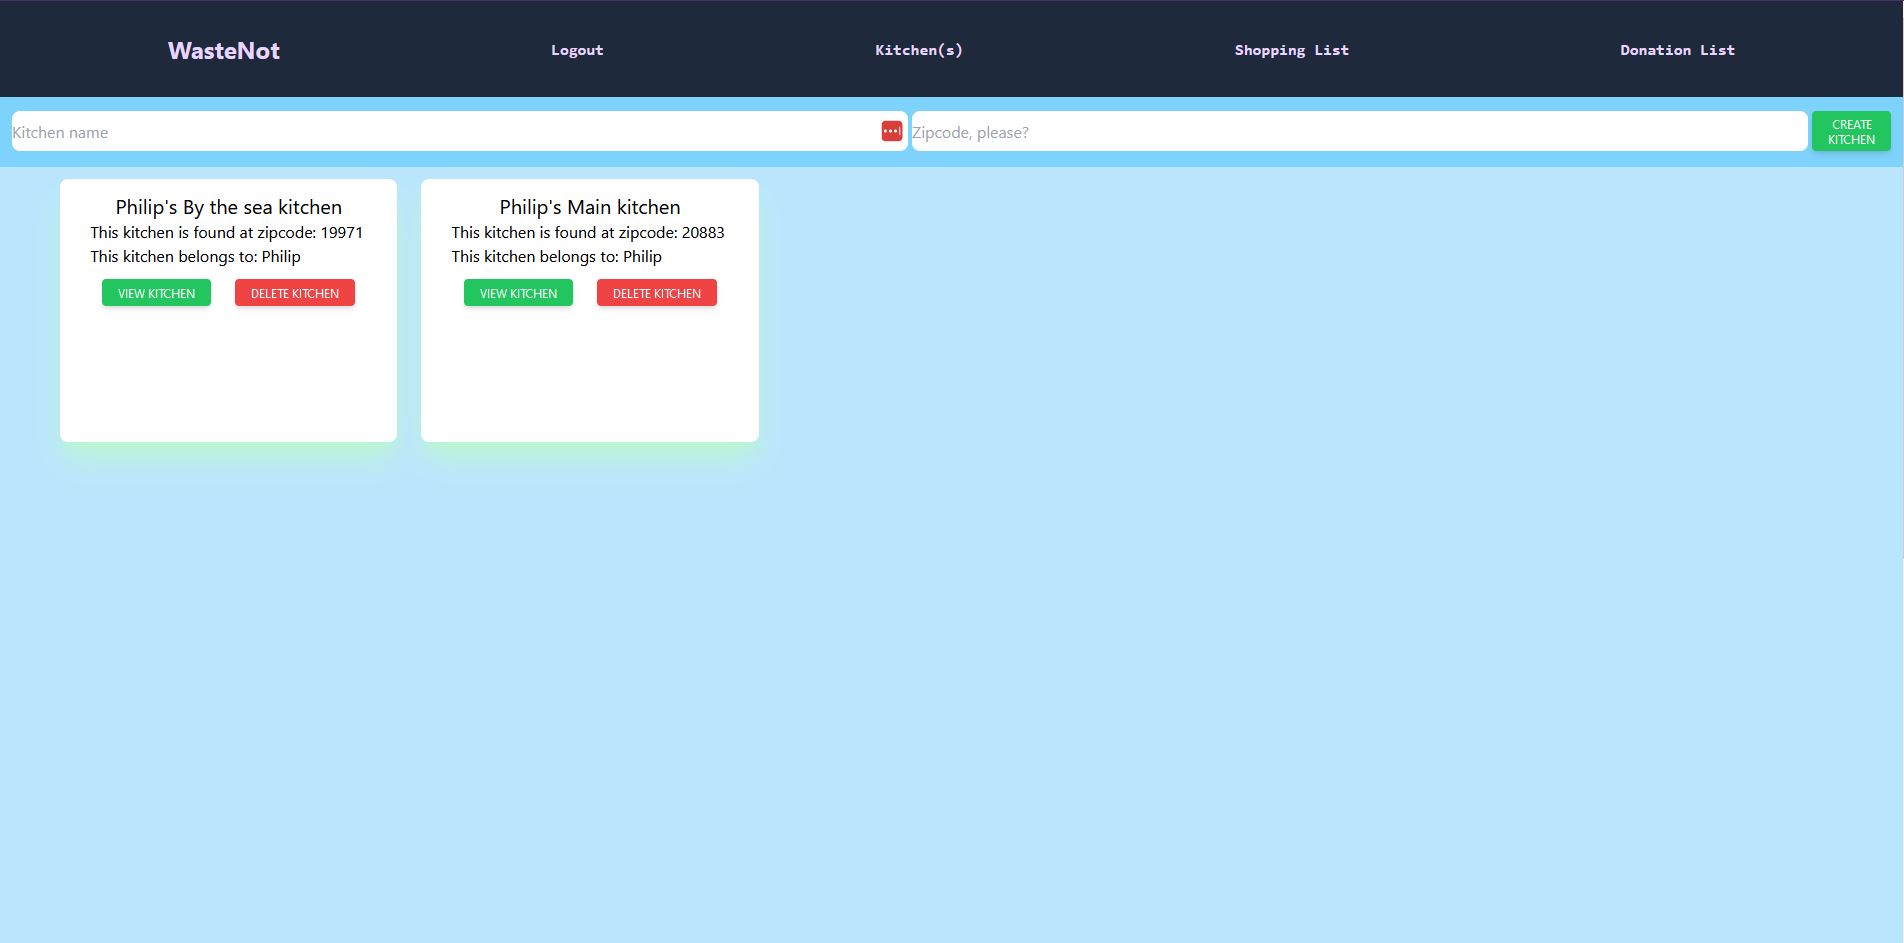 WasteNot
Logout
Kitchen(s)
Shopping List
Donation List
Kitchen name
Zipcode, please?
CREATE
KITCHEN
Philip's By the sea kitchen
This kitchen is found at zipcode: 19971
This kitchen belongs to: Philip
VIEW KITCHEN
DELETE KITCHEN
Philip's Main kitchen
This kitchen is found at zipcode: 20883
This kitchen belongs to: Philip
VIEW KITCHEN
DELETE KITCHEN